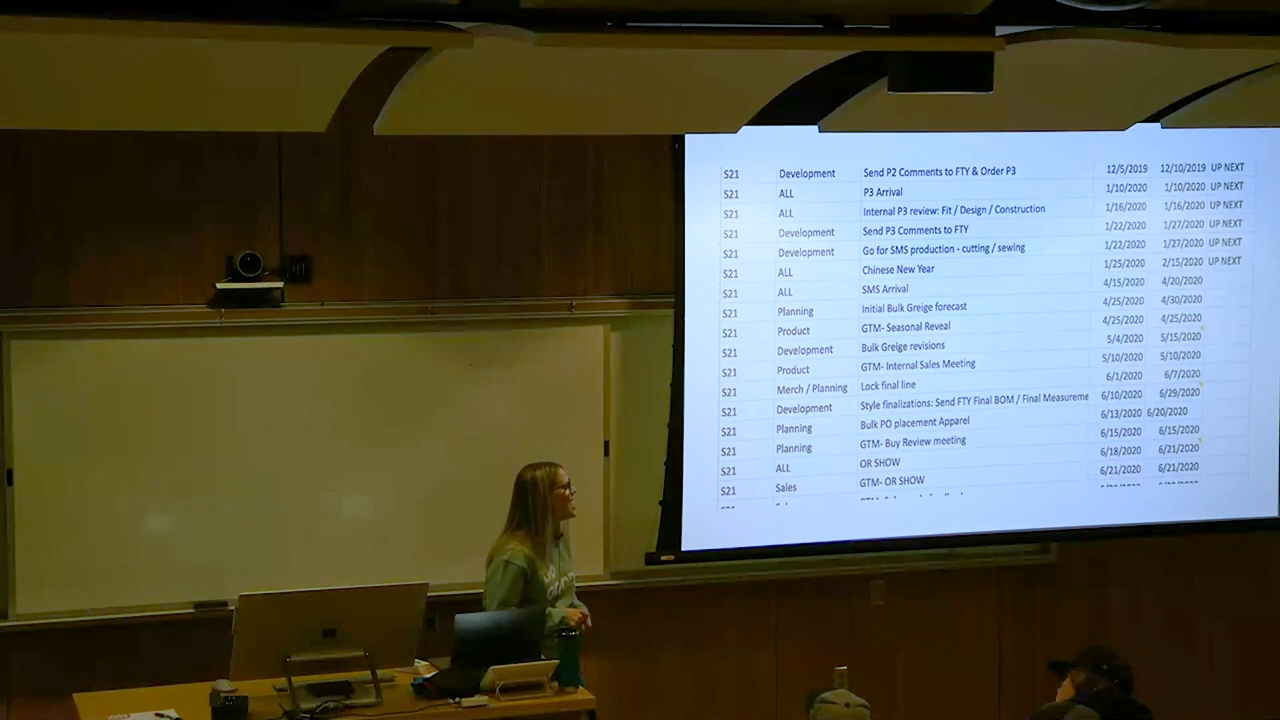 S21 Development Send P2 Comments to FTY & Order P3 12/5/2019 12/10/2019 UP NEXT
S21 ALL P3 Arrival 1/10/2020 1/10/2020 UP NEXT
S21 ALL Internal P3 review: Fit / Design / Construction 1/16/2020 1/16/2020 UP NEXT
S21 Development Send P3 Comments to FTY 1/22/2020 1/27/2020 UP NEXT
S21 Development Go for SMS production - cutting / sewing 1/22/2020 1/27/2020 UP NEXT
S21 ALL Chinese New Year 1/25/2020 2/15/2020 UP NEXT
S21 ALL SMS Arrival 4/15/2020 4/20/2020
S21 Planning Initial Bulk Greige forecast 4/25/2020 4/30/2020
S21 Product GTM- Seasonal Reveal 4/25/2020 4/25/2020
S21 Development Bulk Greige revisions 5/4/2020 5/15/2020
S21 Product GTM- Internal Sales Meeting 5/10/2020 5/10/2020
S21 Merch / Planning Lock final line 6/1/2020 6/7/2020
S21 Development Style finalizations: Send FTY Final BOM / Final Measureme 6/10/2020 6/29/2020
S21 Planning Bulk PO placement Apparel 6/13/2020 6/20/2020
S21 Planning GTM- Buy Review meeting 6/15/2020 6/15/2020
S21 ALL OR SHOW 6/18/2020 6/21/2020
S21 Sales GTM- OR SHOW 6/21/2020 6/21/2020